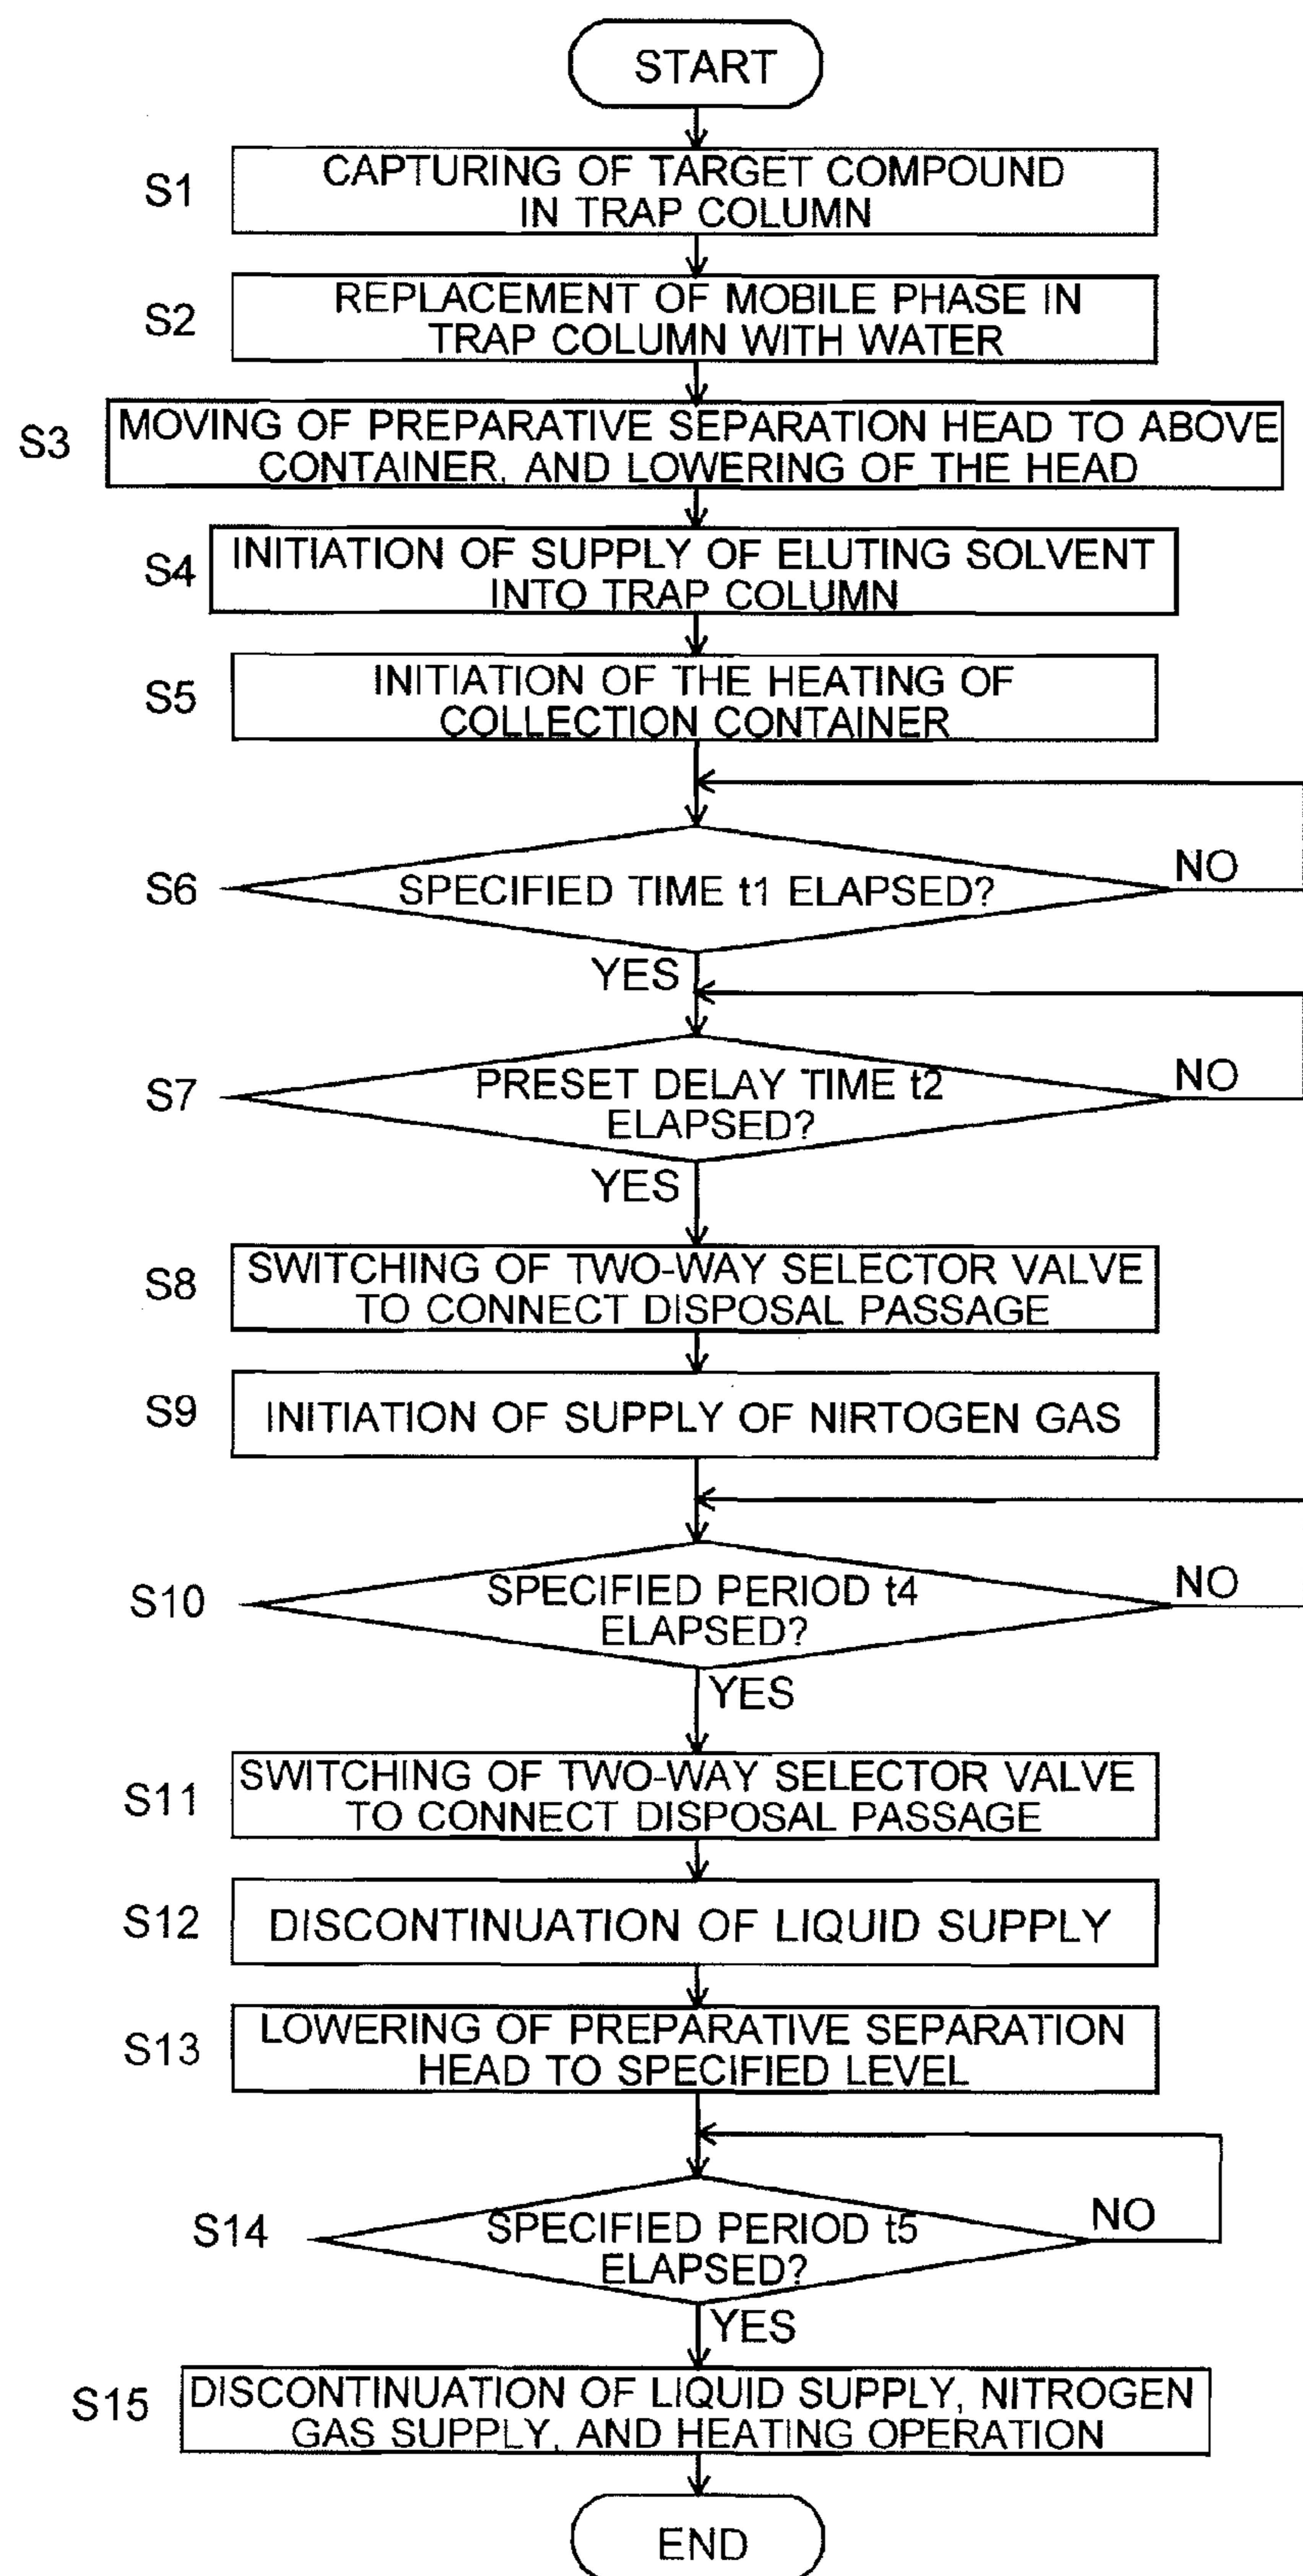 START
S1
CAPTURING OF TARGET COMPOUND
IN TRAP COLUMN
S2
REPLACEMENT OF MOBILE PHASE IN
TRAP COLUMN WITH WATER
S3
MOVING OF PREPARATIVE SEPARATION HEAD TO ABOVE
CONTAINER, AND LOWERING OF THE HEAD
S4
INITIATION OF SUPPLY OF ELUTING SOLVENT
INTO TRAP COLUMN
S5
INITIATION OF THE HEATING OF
COLLECTION CONTAINER
S6
SPECIFIED TIME t1 ELAPSED?
NO
YES
S7
PRESET DELAY TIME t2
ELAPSED?
NO
YES
S8
SWITCHING OF TWO-WAY SELECTOR VALVE
TO CONNECT DISPOSAL PASSAGE
S9
INITIATION OF SUPPLY OF NIRTOGEN GAS
S10
SPECIFIED PERIOD t4
ELAPSED?
NO
YES
S11
SWITCHING OF TWO-WAY SELECTOR VALVE
TO CONNECT DISPOSAL PASSAGE
S12
DISCONTINUATION OF LIQUID SUPPLY
S13
LOWERING OF PREPARATIVE SEPARATION
HEAD TO SPECIFIED LEVEL
S14
SPECIFIED PERIOD t5
ELAPSED?
NO
YES
S15
DISCONTINUATION OF LIQUID SUPPLY, NITROGEN
GAS SUPPLY, AND HEATING OPERATION
END